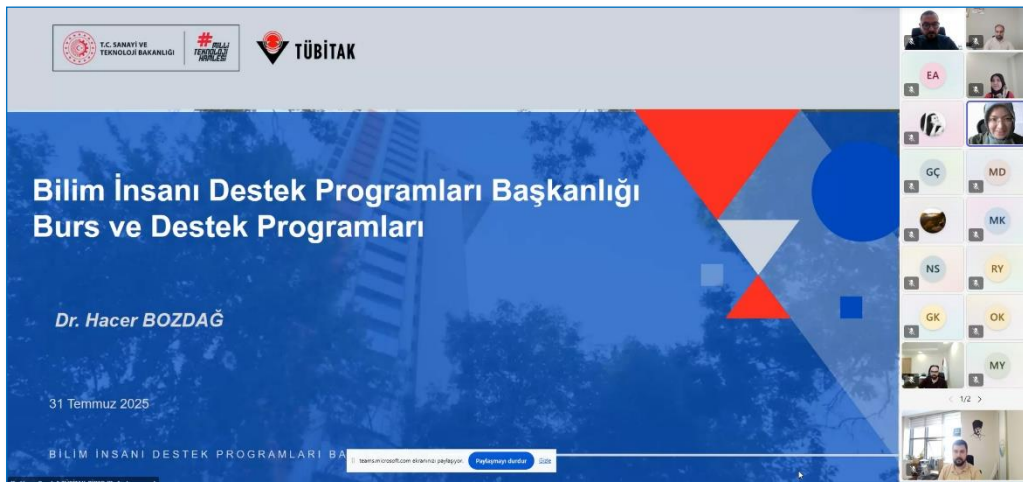 T.C. SANAYİ VE
TEKNOLOJİ BAKANLIĞI
#MİLLİ
TEKNOLOJİ
HAMLESİ
TÜBİTAK
Bilim İnsanı Destek Programları Başkanlığı
Burs ve Destek Programları
Dr. Hacer BOZDAĞ
31 Temmuz 2025
BİLİM İNSANI DESTEK PROGRAMLARI BA
teams.microsoft.com ekranınızı paylaşıyor.
Paylaşmayı durdur
Gizle
EA
GÇ
MD
MK
NS
RY
GK
OK
MY
1/2